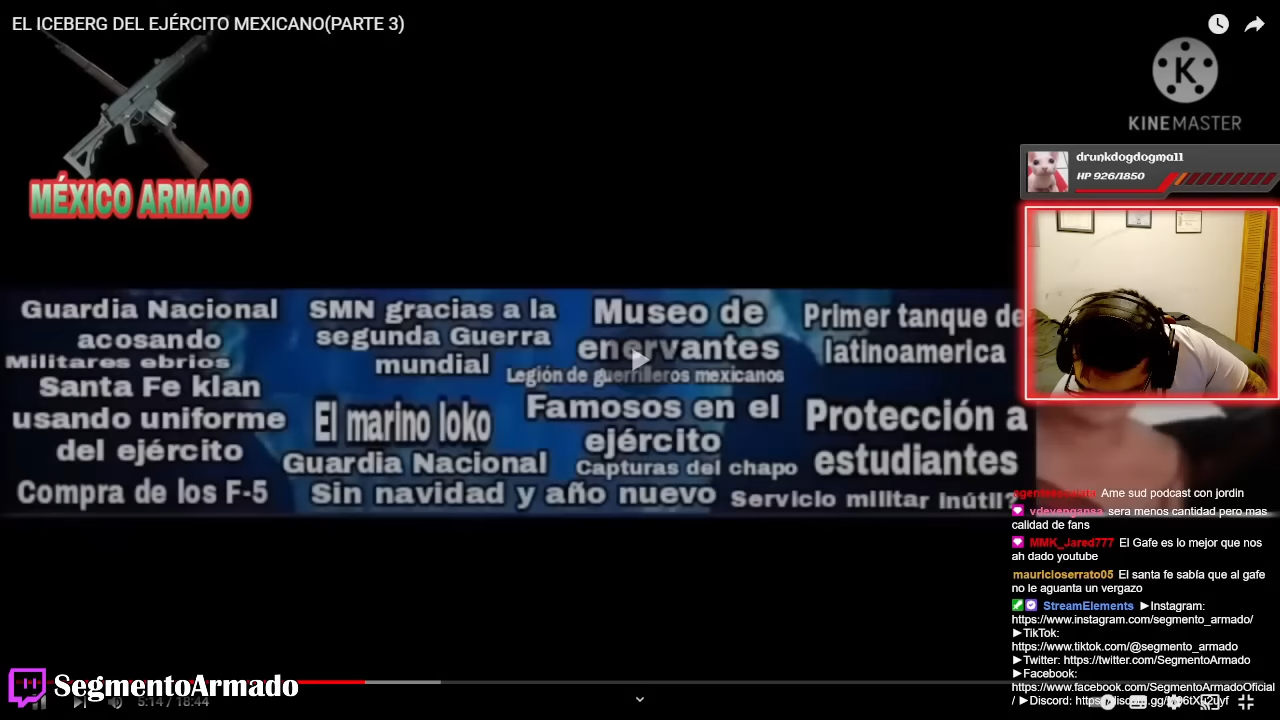 EL ICEBERG DEL EJÉRCITO MEXICANO(PARTE 3)
KINEMASTER
MÉXICO ARMADO
drunkdogdogma11
HP 926/1850
Guardia Nacional
acosando
Militares ebrios
Santa Fe klan
usando uniforme
del ejército
Compra de los F-5
SMN gracias a la
segunda Guerra
mundial
El marino loko
Guardia Nacional
Sin navidad y año nuevo
Museo de
enervantes
Legión de guerrilleros mexicanos
Famosos en el
ejército
Capturas del chapo
Primer tanque de
latinoamerica
Protección a
estudiantes
Servicio militar inútil?
Ame sud podcast con jordin
vdevengansa sera menos cantidad pero mas
calidad de fans
MMK_Jared777 El Gafe es lo mejor que nos
ah dado youtube
mauricioserrato05 El santa fe sabía que al gafe
no le aguanta un vergazo
StreamElements ►Instagram:
https://www.instagram.com/segmento_armado/
►TikTok:
https://www.tiktok.com/@segmento_armado
►Twitter: https://twitter.com/SegmentoArmado
►Facebook:
https://www.facebook.com/SegmentoArmadoOficial
/ ►Discord:
SegmentoArmado
5:14 / 18:44